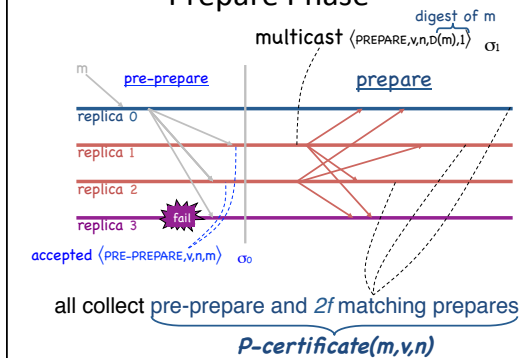 Prepare Phase
digest of m
multicast ⟨PREPARE,v,n,D(m),1⟩ σ1
m
pre-prepare
prepare
replica 0
replica 1
replica 2
fail
replica 3
accepted ⟨PRE-PREPARE,v,n,m⟩ σ0
all collect pre-prepare and 2f matching prepares
P-certificate(m,v,n)